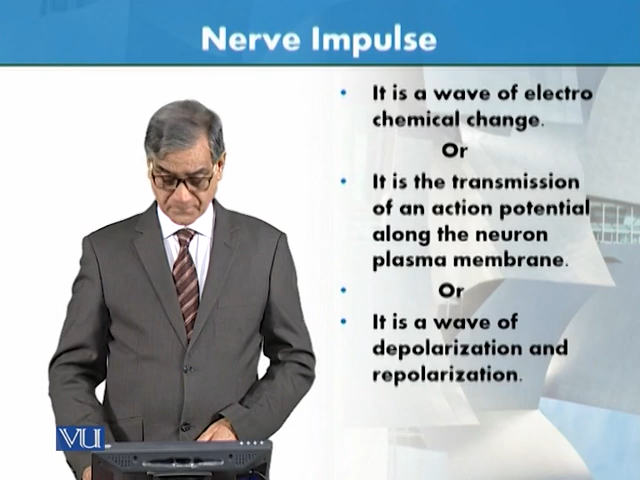 Nerve Impulse
• It is a wave of electro
chemical change.
Or
• It is the transmission
of an action potential
along the neuron
plasma membrane.
• Or
• It is a wave of
depolarization and
repolarization.
VU